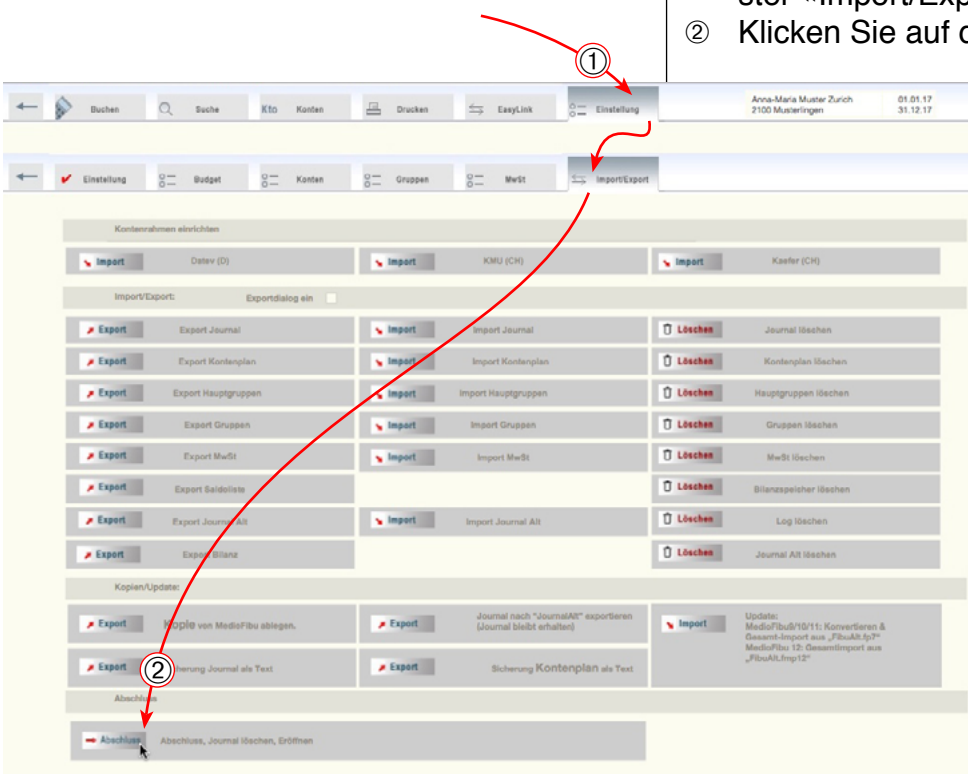 ② Klicken Sie auf d
①
Buchen Suche Kto Konten Drucken EasyLink Einstellung Anna-Maria Muster Zurich 01.01.17
2100 Musterlingen 31.12.17
Einstellung Budget Konten Gruppen MwSt Import/Export
Kontenrahmen einrichten
Import Datev (D) Import KMU (CH) Import Kaefer (CH)
Import/Export: Exportdialog ein
Export Export Journal Import Import Journal Löschen Journal löschen
Export Export Kontenplan Import Import Kontenplan Löschen Kontenplan löschen
Export Export Hauptgruppen Import Import Hauptgruppen Löschen Hauptgruppen löschen
Export Export Gruppen Import Import Gruppen Löschen Gruppen löschen
Export Export MwSt Import Import MwSt Löschen MwSt löschen
Export Export Saldoliste Löschen Bilanzspeicher löschen
Export Export Journal Alt Import Import Journal Alt Löschen Log löschen
Export Export Bilanz Löschen Journal Alt löschen
Kopien/Update:
Export Kopie von MedioFibu ablegen. Export Journal nach "JournalAlt" exportieren
(Journal bleibt erhalten)
Import Update:
MedioFibu9/10/11: Konvertieren &
Gesamt-Import aus „FibuAlt.fp7“
MedioFibu 12: Gesamtimport aus
„FibuAlt.fmp12“
Export ② herung Journal als Text Export Sicherung Kontenplan als Text
Abschluss
Abschluss Abschluss, Journal löschen, Eröffnen